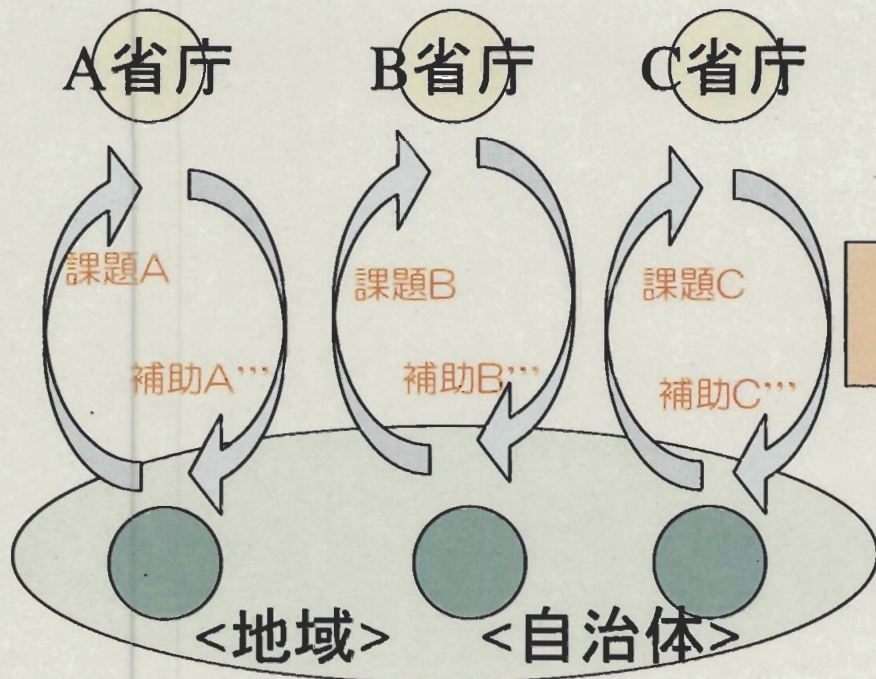 A省庁 B省庁 C省庁
課題A 課題B 課題C
補助A''' 補助B''' 補助C'''
<地域> <自治体>